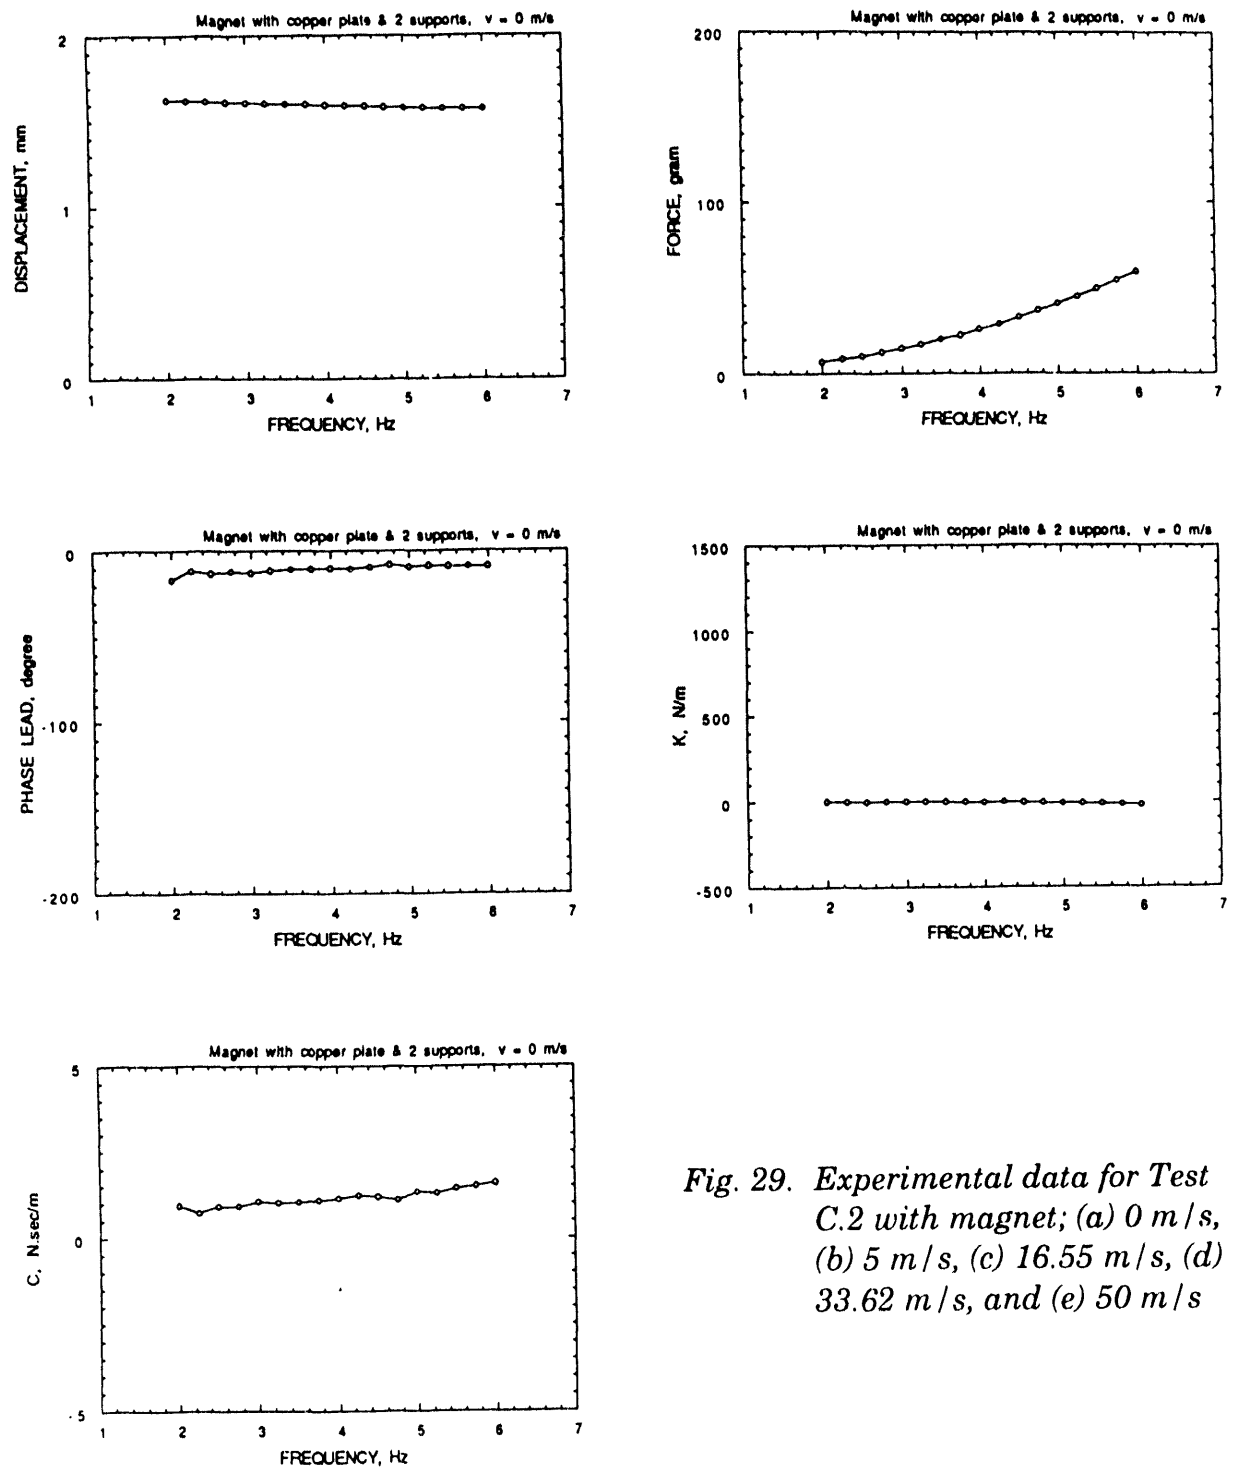 Magnet with copper plate & 2 supports, v = 0 m/s
2
1
0
DISPLACEMENT, mm
1 2 3 4 5 6 7
FREQUENCY, Hz
Magnet with copper plate & 2 supports, v = 0 m/s
200
100
0
FORCE, gram
1 2 3 4 5 6 7
FREQUENCY, Hz
Magnet with copper plate & 2 supports, v = 0 m/s
0
-100
-200
PHASE LEAD, degree
1 2 3 4 5 6 7
FREQUENCY, Hz
Magnet with copper plate & 2 supports, v = 0 m/s
1500
1000
500
0
-500
K, N/m
1 2 3 4 5 6 7
FREQUENCY, Hz
Magnet with copper plate & 2 supports, v = 0 m/s
5
0
-5
C, N.sec/m
1 2 3 4 5 6 7
FREQUENCY, Hz
Fig. 29. Experimental data for Test
C.2 with magnet; (a) 0 m/s,
(b) 5 m/s, (c) 16.55 m/s, (d)
33.62 m/s, and (e) 50 m/s